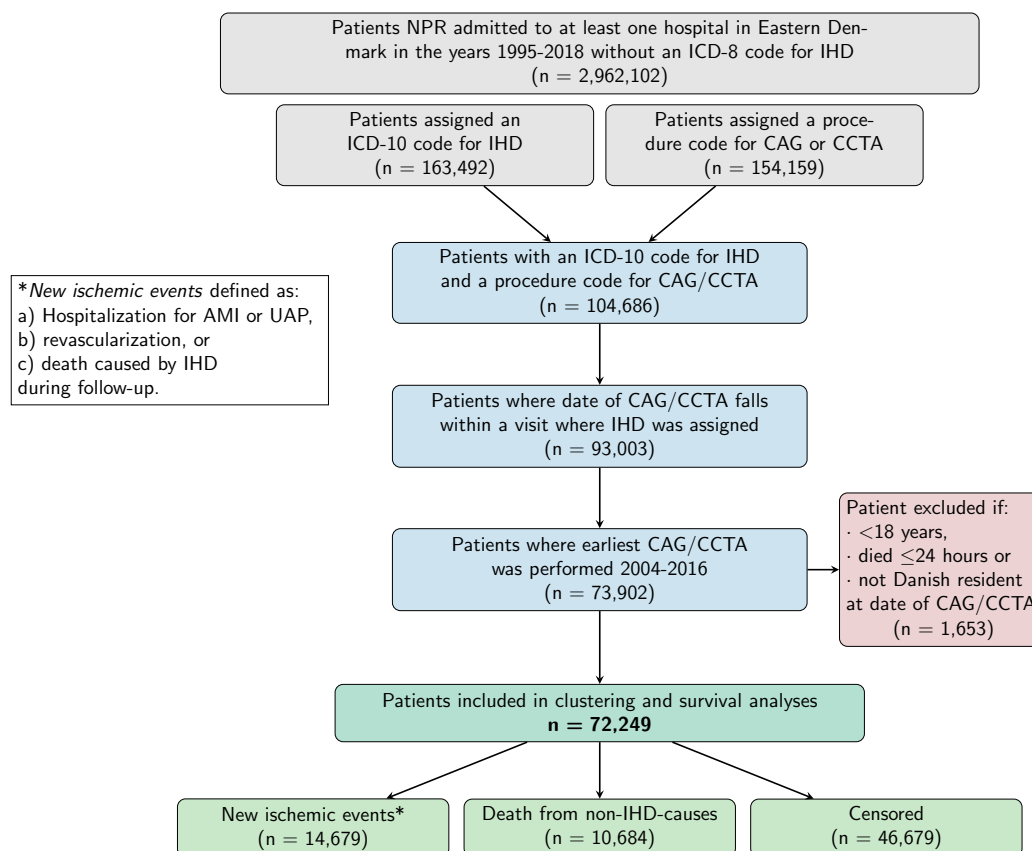 Patients NPR admitted to at least one hospital in Eastern Den-
mark in the years 1995-2018 without an ICD-8 code for IHD
(n = 2,962,102)
Patients assigned an
ICD-10 code for IHD
(n = 163,492)
Patients assigned a proce-
dure code for CAG or CCTA
(n = 154,159)
Patients with an ICD-10 code for IHD
and a procedure code for CAG/CCTA
(n = 104,686)
*New ischemic events defined as:
a) Hospitalization for AMI or UAP,
b) revascularization, or
c) death caused by IHD
during follow-up.
Patients where date of CAG/CCTA falls
within a visit where IHD was assigned
(n = 93,003)
Patients where earliest CAG/CCTA
was performed 2004-2016
(n = 73,902)
Patient excluded if:
· <18 years,
· died ≤24 hours or
· not Danish resident
at date of CAG/CCTA
(n = 1,653)
Patients included in clustering and survival analyses
n = 72,249
New ischemic events*
(n = 14,679)
Death from non-IHD-causes
(n = 10,684)
Censored
(n = 46,679)